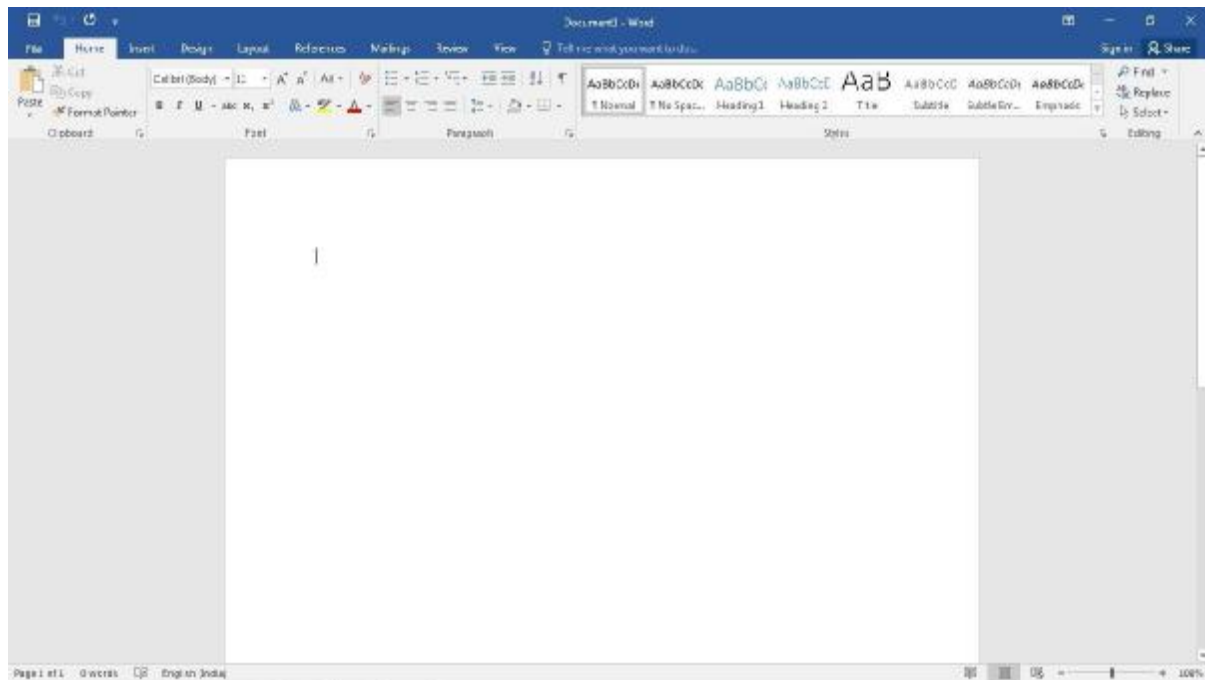 Document1 - Word
File Home Insert Design Layout References Mailings Review View Tell me what you want to do... Sign in Share
Cut
Copy
Paste Format Painter
Calibri (Body)
AaBbCcDc AaBbCcDc AaBbCc AaBbCcD AaB AaBbCcD AaBbCcDc AaBbCcDc
¶ Normal ¶ No Spac... Heading 1 Heading 2 Title Subtitle Subtle Em... Emphasis
Find
Replace
Select
Clipboard Font Paragraph Styles Editing
Page 1 of 1 0 words English (India) 100%